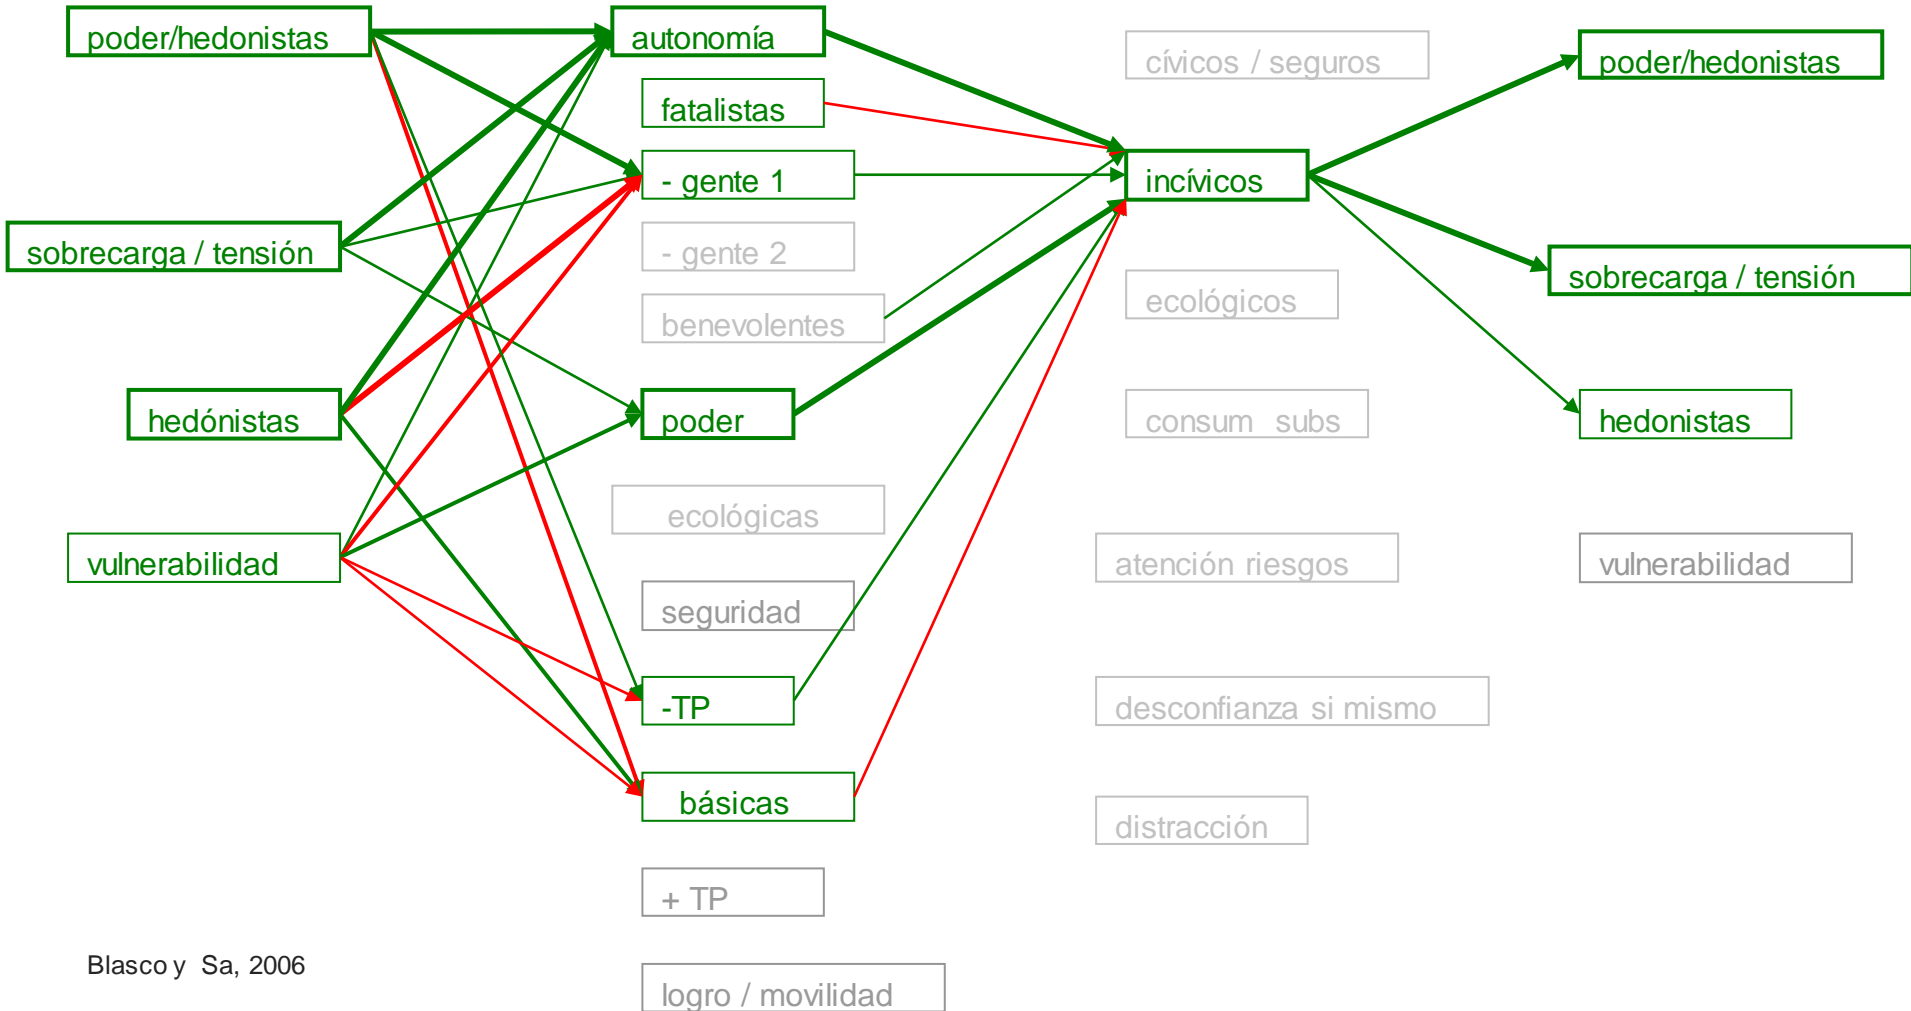 poder/hedonistas
sobrecarga / tensión
hedónistas
vulnerabilidad
autonomía
fatalistas
- gente 1
- gente 2
benevolentes
poder
ecológicas
seguridad
-TP
básicas
+ TP
logro / movilidad
cívicos / seguros
incívicos
ecológicos
consum subs
atención riesgos
desconfianza si mismo
distracción
poder/hedonistas
sobrecarga / tensión
hedonistas
vulnerabilidad
Blasco y Sa, 2006